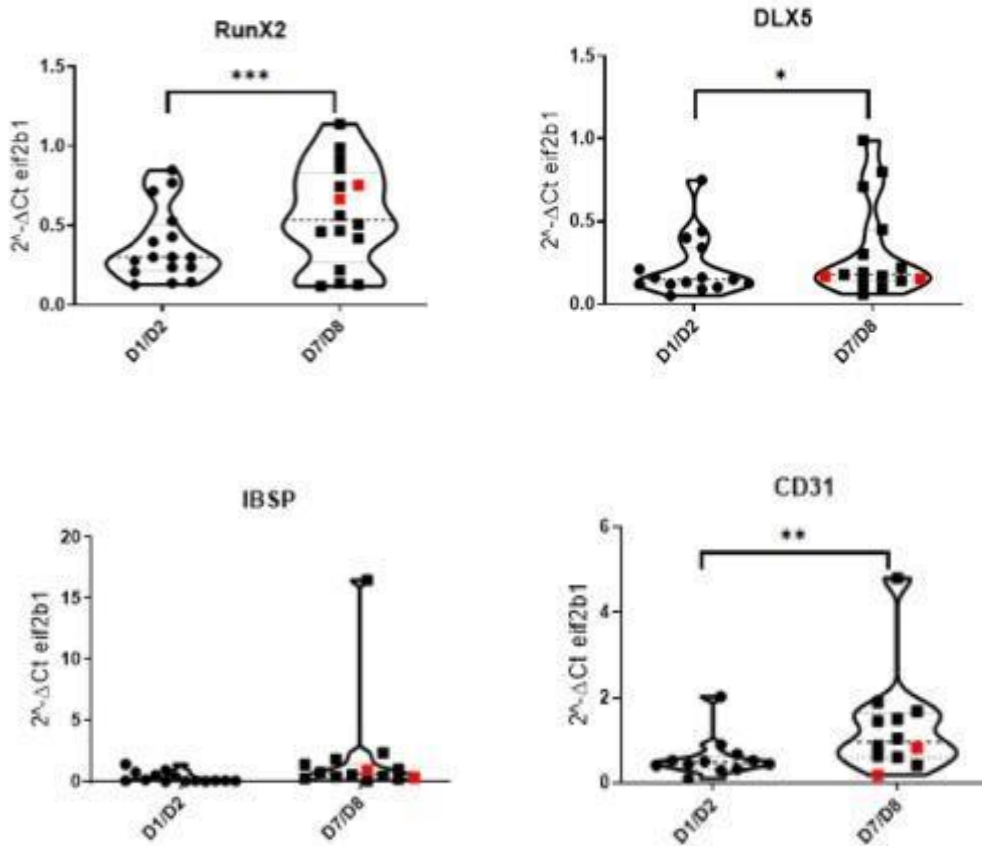 RunX2
***
2^-ΔCt eif2b1
1.5
1.0
0.5
0.0
D1/D2
D7/D8
DLX5
*
2^-ΔCt eif2b1
1.5
1.0
0.5
0.0
D1/D2
D7/D8
IBSP
2^-ΔCt eif2b1
20
15
10
5
0
D1/D2
D7/D8
CD31
**
2^-ΔCt eif2b1
6
4
2
0
D1/D2
D7/D8